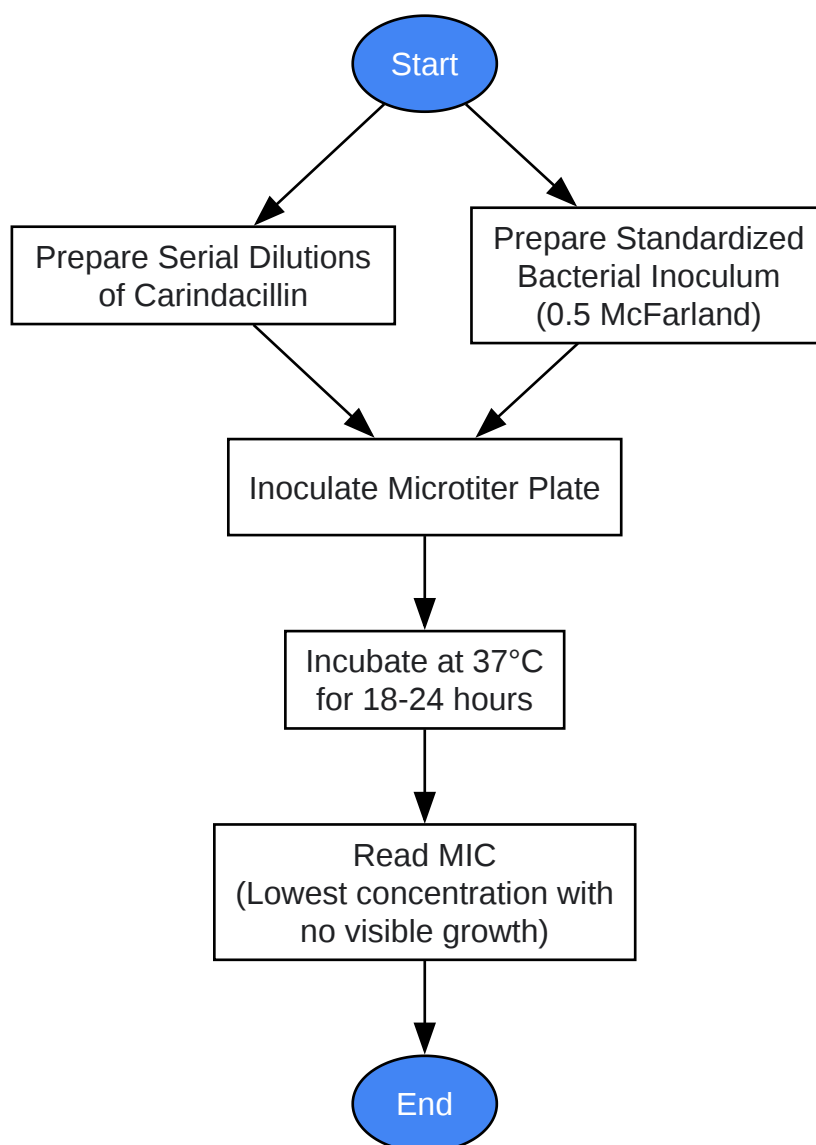 Start
Prepare Serial Dilutions
of Carindacillin
Prepare Standardized
Bacterial Inoculum
(0.5 McFarland)
Inoculate Microtiter Plate
Incubate at 37°C
for 18-24 hours
Read MIC
(Lowest concentration with
no visible growth)
End